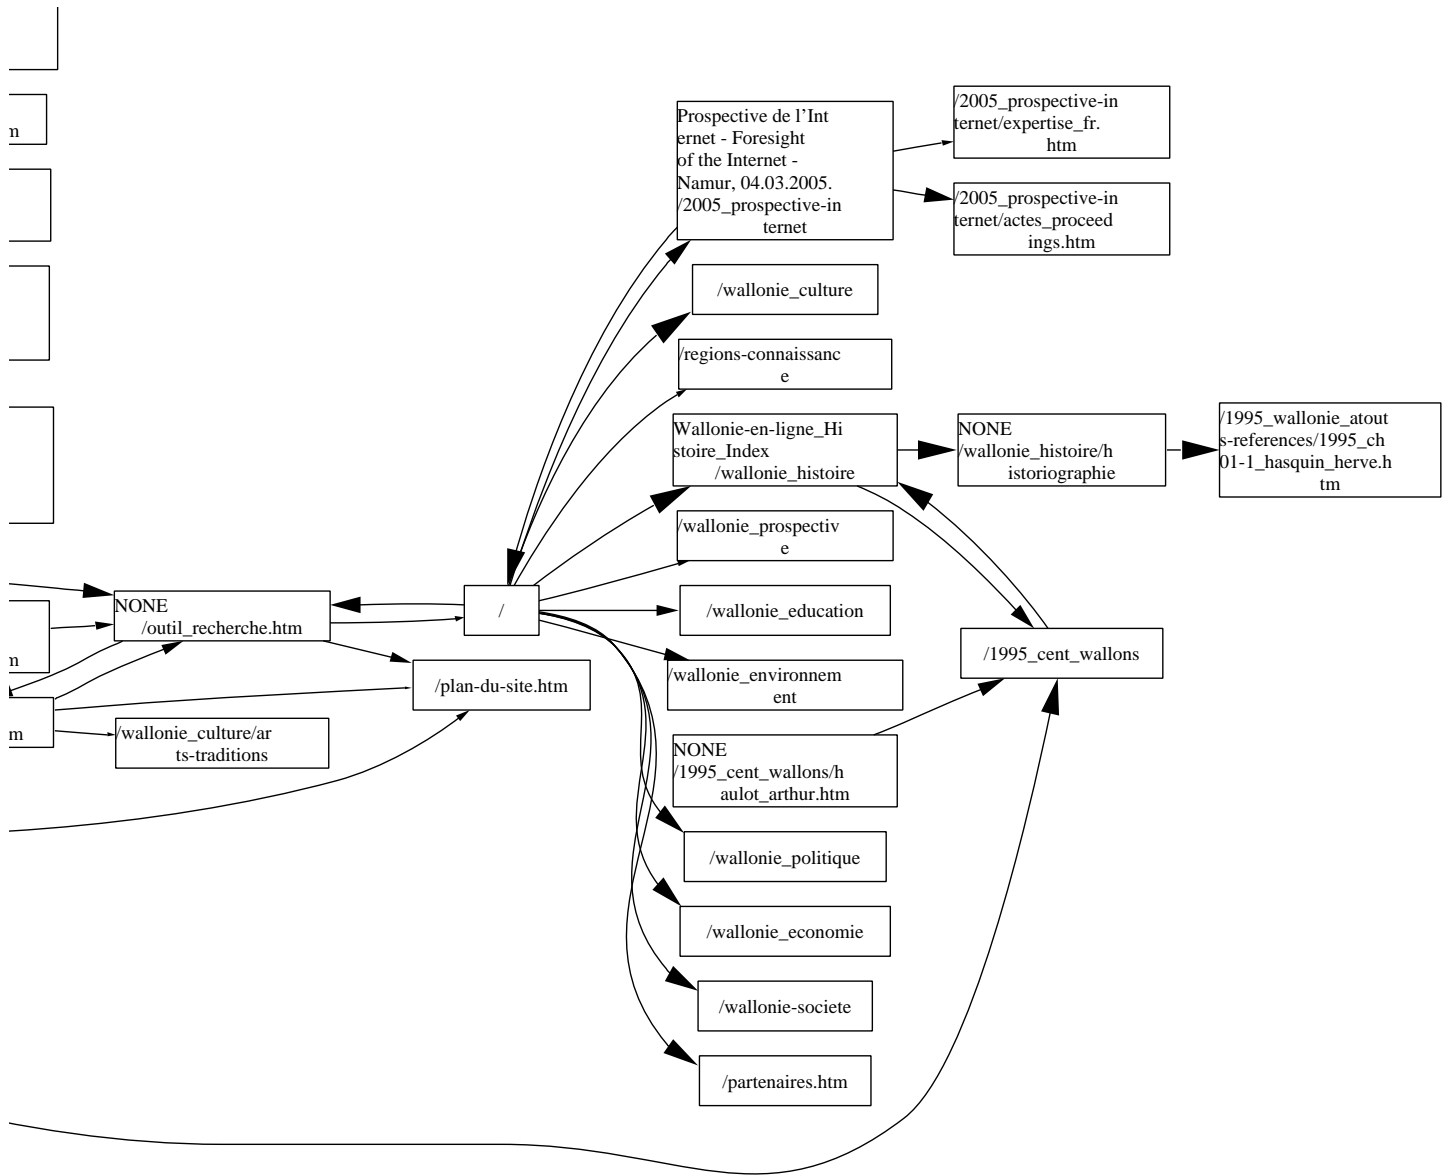 m
m
m
Prospective de l'Int
ernet - Foresight
of the Internet -
Namur, 04.03.2005.
/2005_prospective-in
ternet
/2005_prospective-in
ternet/expertise_fr.
htm
/2005_prospective-in
ternet/actes_proceed
ings.htm
/wallonie_culture
/regions-connaissanc
e
Wallonie-en-ligne_Hi
stoire_Index
/wallonie_histoire
NONE
/wallonie_histoire/h
istoriographie
/1995_wallonie_atout
s-references/1995_ch
01-1_hasquin_herve.h
tm
/wallonie_prospectiv
e
NONE
/outil_recherche.htm
/
/wallonie_education
/1995_cent_wallons
/plan-du-site.htm
/wallonie_environnem
ent
/wallonie_culture/ar
ts-traditions
NONE
/1995_cent_wallons/h
aulot_arthur.htm
/wallonie_politique
/wallonie_economie
/wallonie-societe
/partenaires.htm